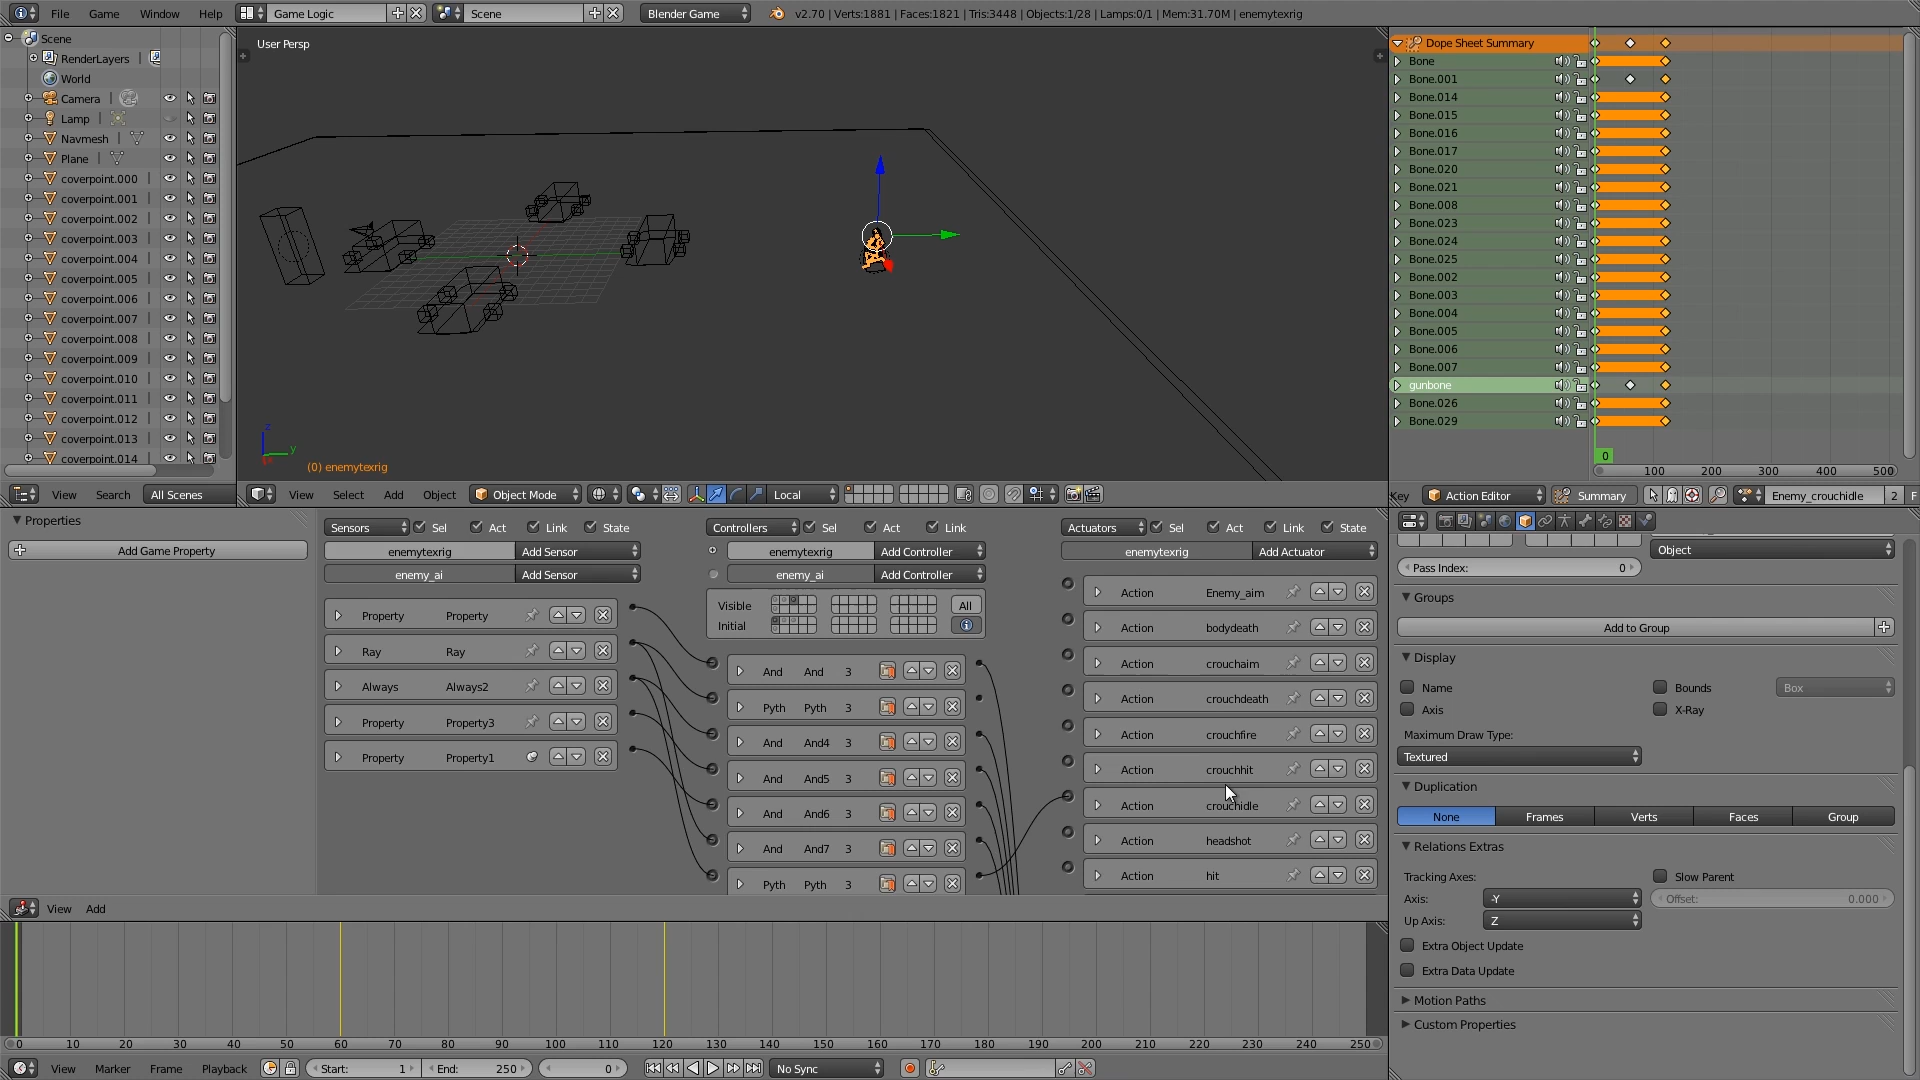 File Game Window Help Game Logic Scene Blender Game v2.70 | Verts:1881 | Faces:1821 | Tris:3448 | Objects:1/28 | Lamps:0/1 | Mem:31.70M | enemytexrig
Scene
RenderLayers
World
Camera
Lamp
Navmesh
Plane
coverpoint.000
coverpoint.001
coverpoint.002
coverpoint.003
coverpoint.004
coverpoint.005
coverpoint.006
coverpoint.007
coverpoint.008
coverpoint.009
coverpoint.010
coverpoint.011
coverpoint.012
coverpoint.013
coverpoint.014
View Search All Scenes
User Persp
z
y
(0) enemytexrig
View Select Add Object Object Mode Local
Dope Sheet Summary
Bone
Bone.001
Bone.014
Bone.015
Bone.016
Bone.017
Bone.020
Bone.021
Bone.008
Bone.023
Bone.024
Bone.025
Bone.002
Bone.003
Bone.004
Bone.005
Bone.006
Bone.007
gunbone
Bone.026
Bone.029
0
0 100 200 300 400 500
Key Action Editor Summary Enemy_crouchidle 2 F
Properties
Add Game Property
Sensors Sel Act Link State
enemytexrig Add Sensor
enemy_ai Add Sensor
Property Property
Ray Ray
Always Always2
Property Property3
Property Property1
Controllers Sel Act Link
enemytexrig Add Controller
enemy_ai Add Controller
Visible All
Initial
And And 3
Pyth Pyth 3
And And4 3
And And5 3
And And6 3
And And7 3
Pyth Pyth 3
Actuators Sel Act Link State
enemytexrig Add Actuator
Action Enemy_aim
Action bodydeath
Action crouchaim
Action crouchdeath
Action crouchfire
Action crouchhit
Action crouchidle
Action headshot
Action hit
View Add
0 10 20 30 40 50 60 70 80 90 100 110 120 130 140 150 160 170 180 190 200 210 220 230 240 250
View Marker Frame Playback Start: 1 End: 250 0 No Sync
Object
Pass Index: 0
Groups
Add to Group
Display
Name Bounds Box
Axis X-Ray
Maximum Draw Type:
Textured
Duplication
None Frames Verts Faces Group
Relations Extras
Tracking Axes: Slow Parent
Axis: -Y Offset: 0.000
Up Axis: Z
Extra Object Update
Extra Data Update
Motion Paths
Custom Properties